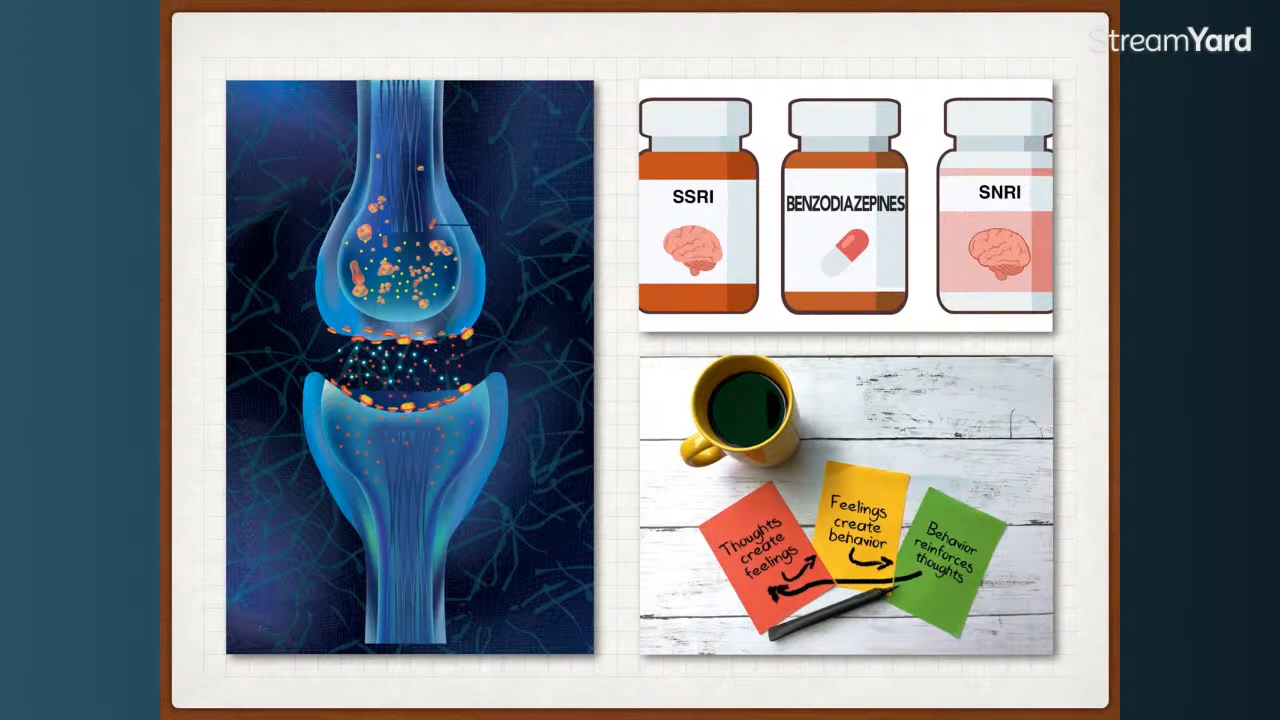 StreamYard
SSRI
BENZODIAZEPINES
SNRI
Thoughts
create
feelings
Feelings
create
behavior
Behavior
reinforces
thoughts